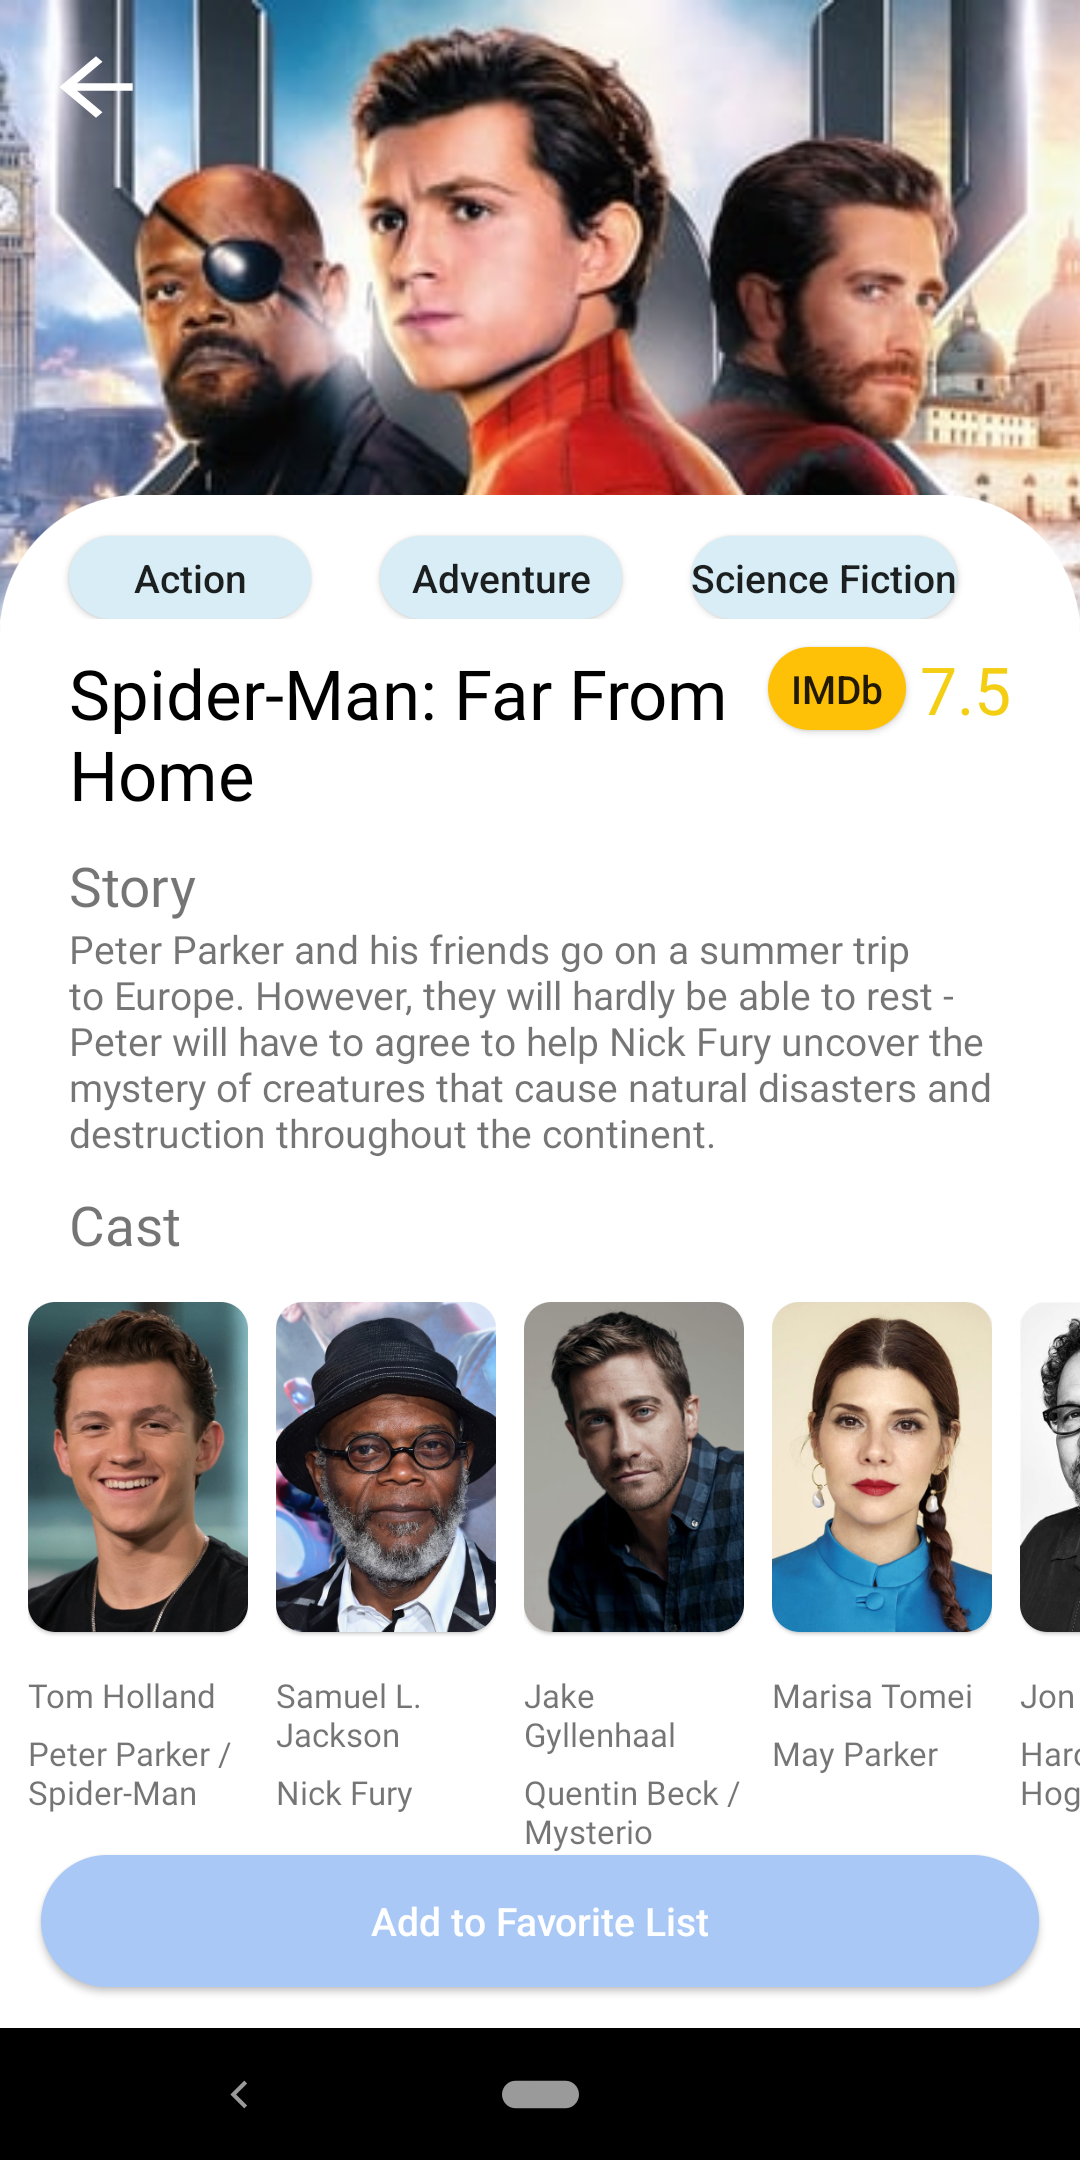 Action
Adventure
Science Fiction
Spider-Man: Far From
Home
IMDb 7.5
Story
Peter Parker and his friends go on a summer trip
to Europe. However, they will hardly be able to rest -
Peter will have to agree to help Nick Fury uncover the
mystery of creatures that cause natural disasters and
destruction throughout the continent.
Cast
Tom Holland
Peter Parker /
Spider-Man
Samuel L.
Jackson
Nick Fury
Jake
Gyllenhaal
Quentin Beck /
Mysterio
Marisa Tomei
May Parker
Jon
Add to Favorite List